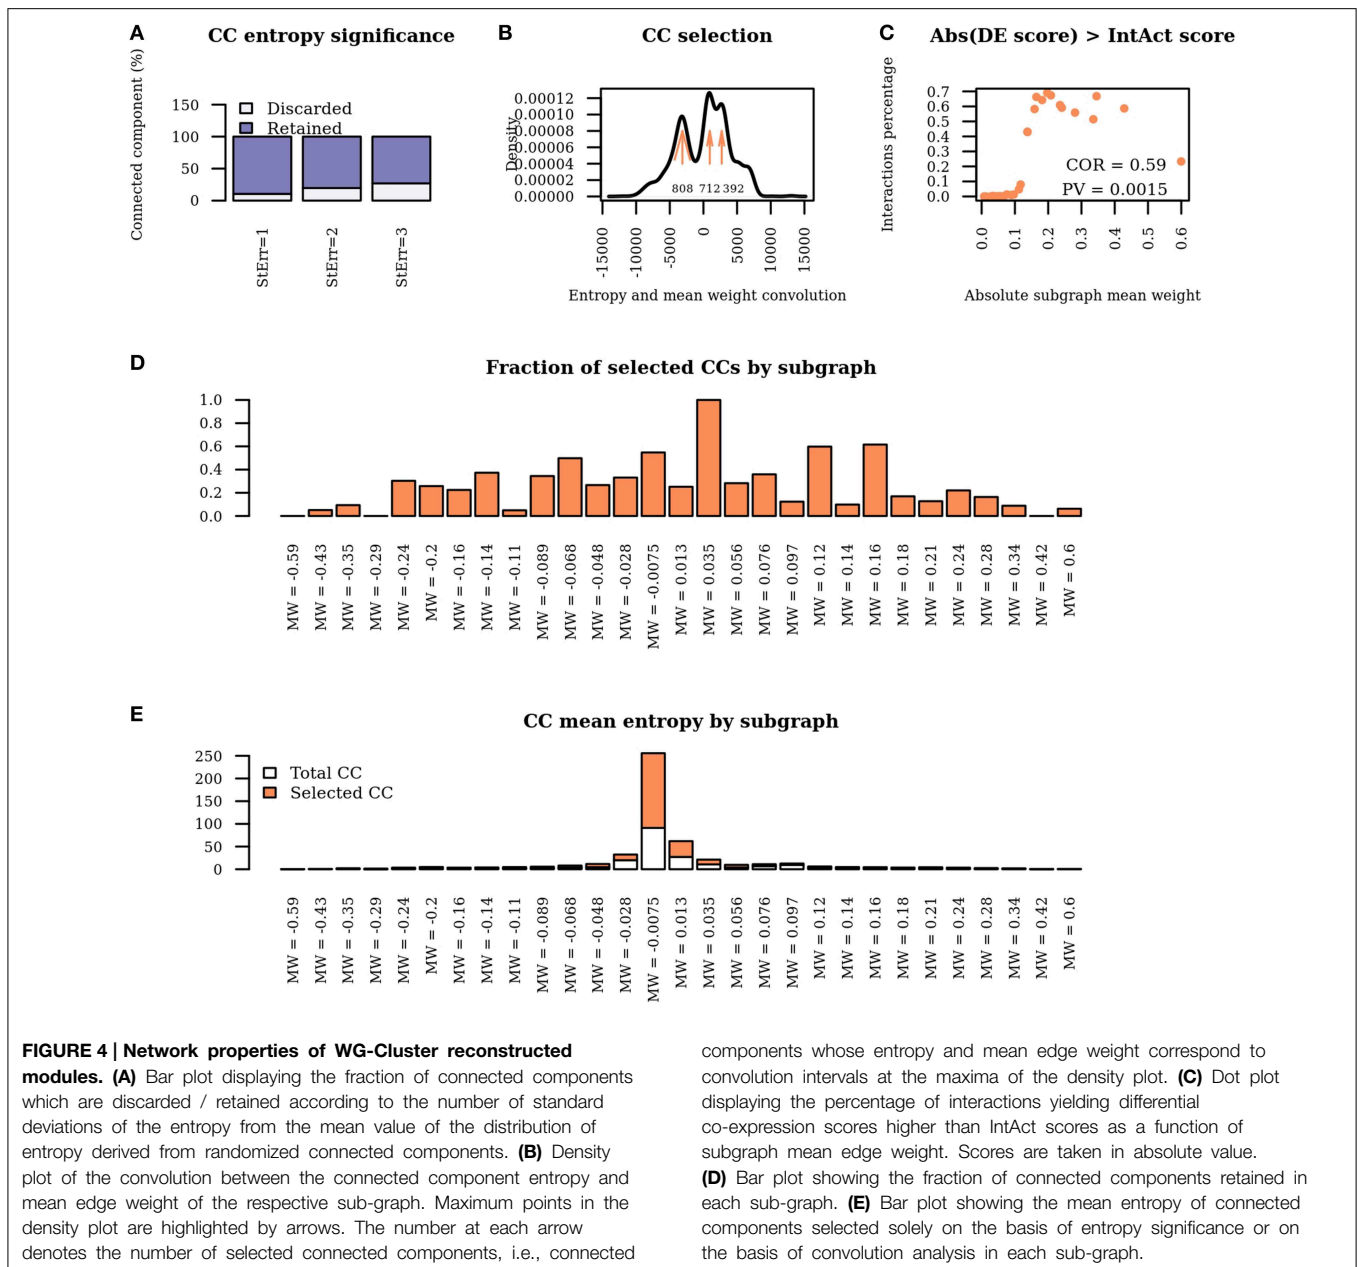 A
CC entropy significance
Connected component (%)
150
100
50
0
Discarded
Retained
StErr=1
StErr=2
StErr=3
B
CC selection
Density
0.00012
0.00010
0.00008
0.00006
0.00004
0.00002
0.00000
808 712 392
-15000
-10000
-5000
0
5000
10000
15000
Entropy and mean weight convolution
C
Abs(DE score) > IntAct score
Interactions percentage
0.7
0.6
0.5
0.4
0.3
0.2
0.1
0.0
COR = 0.59
PV = 0.0015
0.0
0.1
0.2
0.3
0.4
0.5
0.6
Absolute subgraph mean weight
D
Fraction of selected CCs by subgraph
1.0
0.8
0.6
0.4
0.2
0.0
MW = -0.59
MW = -0.43
MW = -0.35
MW = -0.29
MW = -0.24
MW = -0.2
MW = -0.16
MW = -0.14
MW = -0.11
MW = -0.089
MW = -0.068
MW = -0.048
MW = -0.028
MW = -0.0075
MW = 0.013
MW = 0.035
MW = 0.056
MW = 0.076
MW = 0.097
MW = 0.12
MW = 0.14
MW = 0.16
MW = 0.18
MW = 0.21
MW = 0.24
MW = 0.28
MW = 0.34
MW = 0.42
MW = 0.6
E
CC mean entropy by subgraph
250
200
150
100
50
0
Total CC
Selected CC
MW = -0.59
MW = -0.43
MW = -0.35
MW = -0.29
MW = -0.24
MW = -0.2
MW = -0.16
MW = -0.14
MW = -0.11
MW = -0.089
MW = -0.068
MW = -0.048
MW = -0.028
MW = -0.0075
MW = 0.013
MW = 0.035
MW = 0.056
MW = 0.076
MW = 0.097
MW = 0.12
MW = 0.14
MW = 0.16
MW = 0.18
MW = 0.21
MW = 0.24
MW = 0.28
MW = 0.34
MW = 0.42
MW = 0.6
FIGURE 4 | Network properties of WG-Cluster reconstructed
modules. (A) Bar plot displaying the fraction of connected components
which are discarded / retained according to the number of standard
deviations of the entropy from the mean value of the distribution of
entropy derived from randomized connected components. (B) Density
plot of the convolution between the connected component entropy and
mean edge weight of the respective sub-graph. Maximum points in the
density plot are highlighted by arrows. The number at each arrow
denotes the number of selected connected components, i.e., connected
components whose entropy and mean edge weight correspond to
convolution intervals at the maxima of the density plot. (C) Dot plot
displaying the percentage of interactions yielding differential
co-expression scores higher than IntAct scores as a function of
subgraph mean edge weight. Scores are taken in absolute value.
(D) Bar plot showing the fraction of connected components retained in
each sub-graph. (E) Bar plot showing the mean entropy of connected
components selected solely on the basis of entropy significance or on
the basis of convolution analysis in each sub-graph.